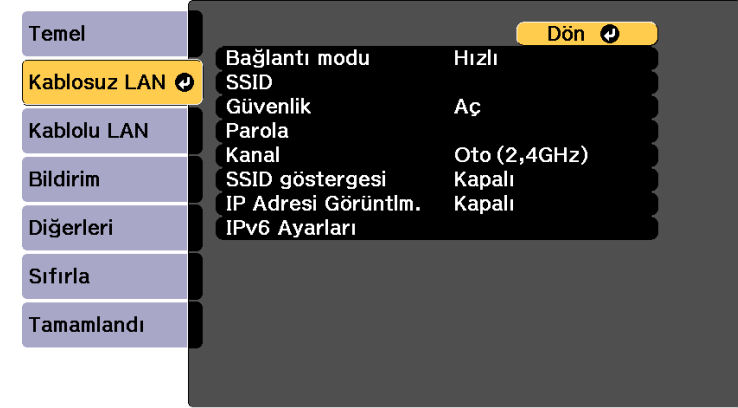 Temel
Kablosuz LAN
Kablolu LAN
Bildirim
Diğerleri
Sıfırla
Tamamlandı
Dön
Bağlantı modu Hızlı
SSID
Güvenlik Aç
Parola
Kanal Oto (2,4GHz)
SSID göstergesi Kapalı
IP Adresi Görüntlm. Kapalı
IPv6 Ayarları